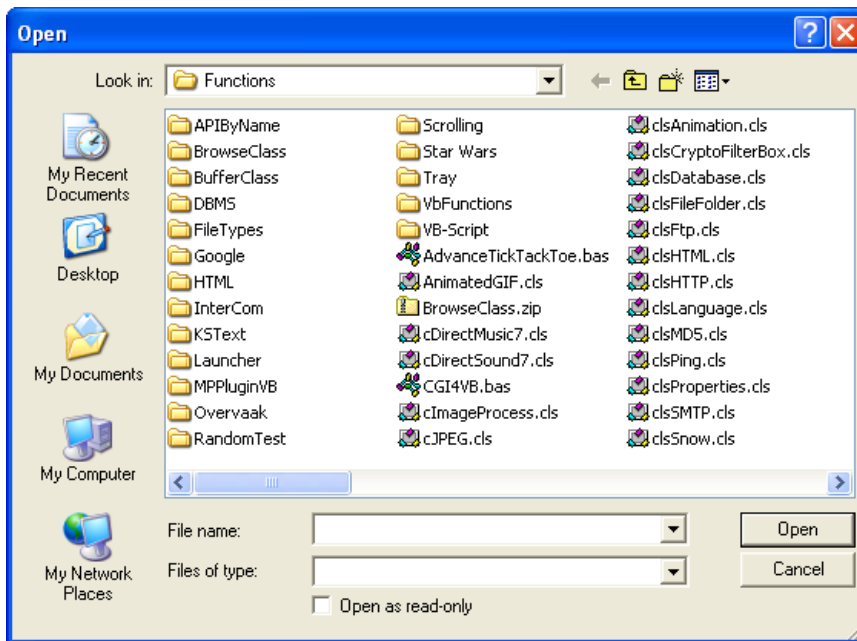 Open
Look in: Functions
My Recent
Documents
Desktop
My Documents
My Computer
My Network
Places
APIByName
BrowseClass
BufferClass
DBMS
FileTypes
Google
HTML
InterCom
KSText
Launcher
MPPluginVB
Overvaak
RandomTest
Scrolling
Star Wars
Tray
VbFunctions
VB-Script
AdvanceTickTackToe.bas
AnimatedGIF.cls
BrowseClass.zip
cDirectMusic7.cls
cDirectSound7.cls
CGI4VB.bas
cImageProcess.cls
cJPEG.cls
clsAnimation.cls
clsCryptoFilterBox.cls
clsDatabase.cls
clsFileFolder.cls
clsFtp.cls
clsHTML.cls
clsHTTP.cls
clsLanguage.cls
clsMD5.cls
clsPing.cls
clsProperties.cls
clsSMTP.cls
clsSnow.cls
File name:
Open
Files of type:
Cancel
Open as read-only